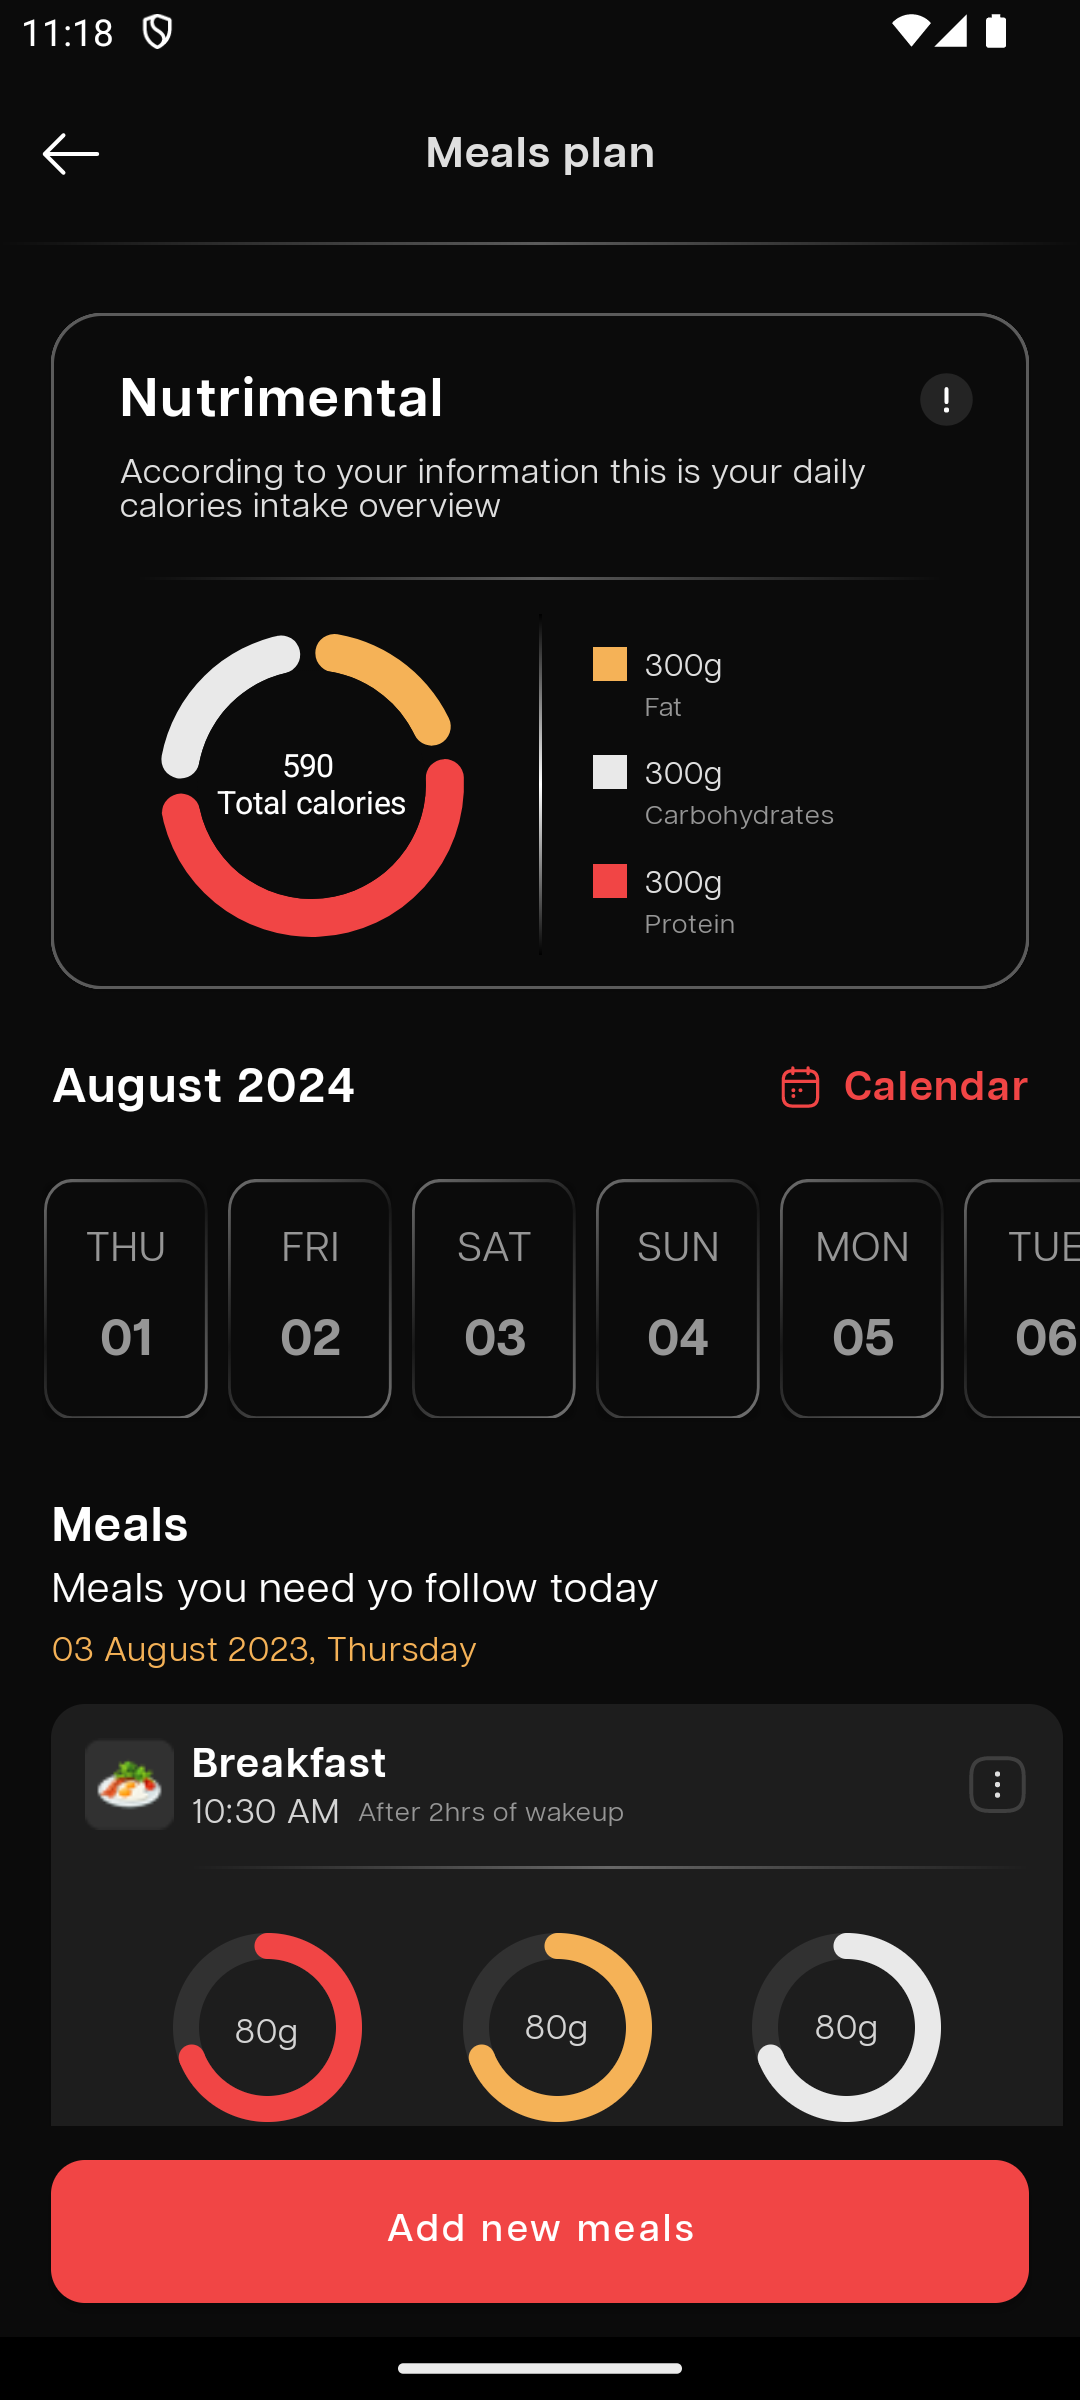 11:18
Meals plan
Nutrimental
According to your information this is your daily
calories intake overview
590
Total calories
300g
Fat
300g
Carbohydrates
300g
Protein
August 2024
Calendar
THU FRI SAT SUN MON TUE
01 02 03 04 05 06
Meals
Meals you need yo follow today
03 August 2023, Thursday
Breakfast
10:30 AM After 2hrs of wakeup
80g 80g 80g
Add new meals